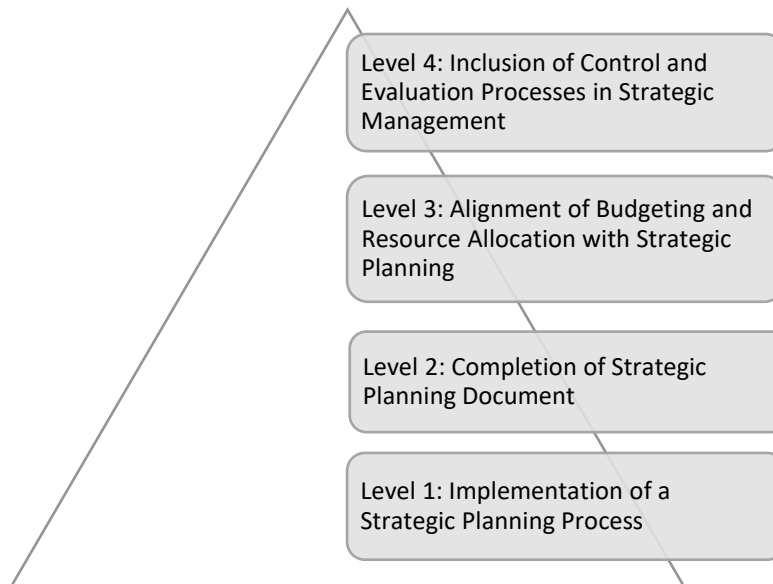 Level 4: Inclusion of Control and
Evaluation Processes in Strategic
Management
Level 3: Alignment of Budgeting and
Resource Allocation with Strategic
Planning
Level 2: Completion of Strategic
Planning Document
Level 1: Implementation of a
Strategic Planning Process